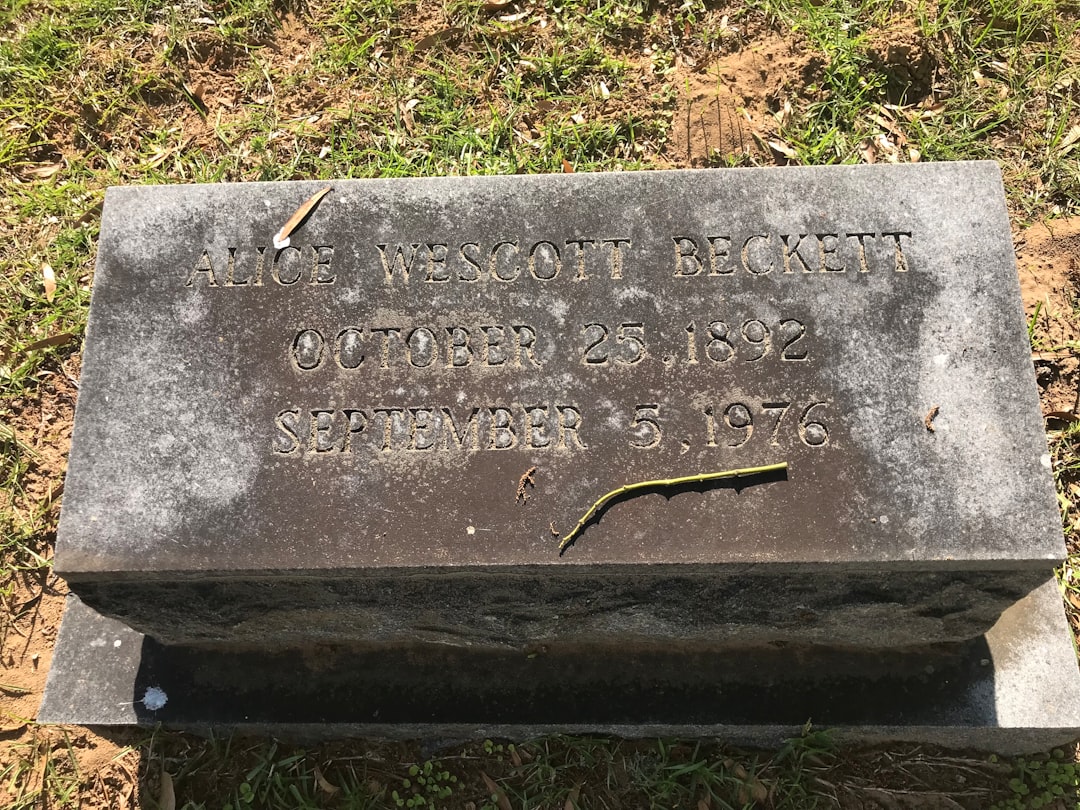 ALICE WESCOTT BECKETT
OCTOBER 25, 1892
SEPTEMBER 5, 1976